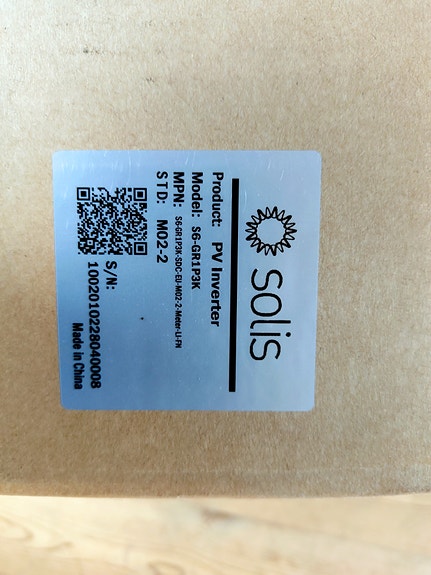 solis
Product: PV Inverter
Model: S6-GR1P3K
MPN: S6-GR1P3K-SDC-EU-M02-2-Meter-LI-FN
STD: M02-2
S/N:
1002010228040008
Made in China